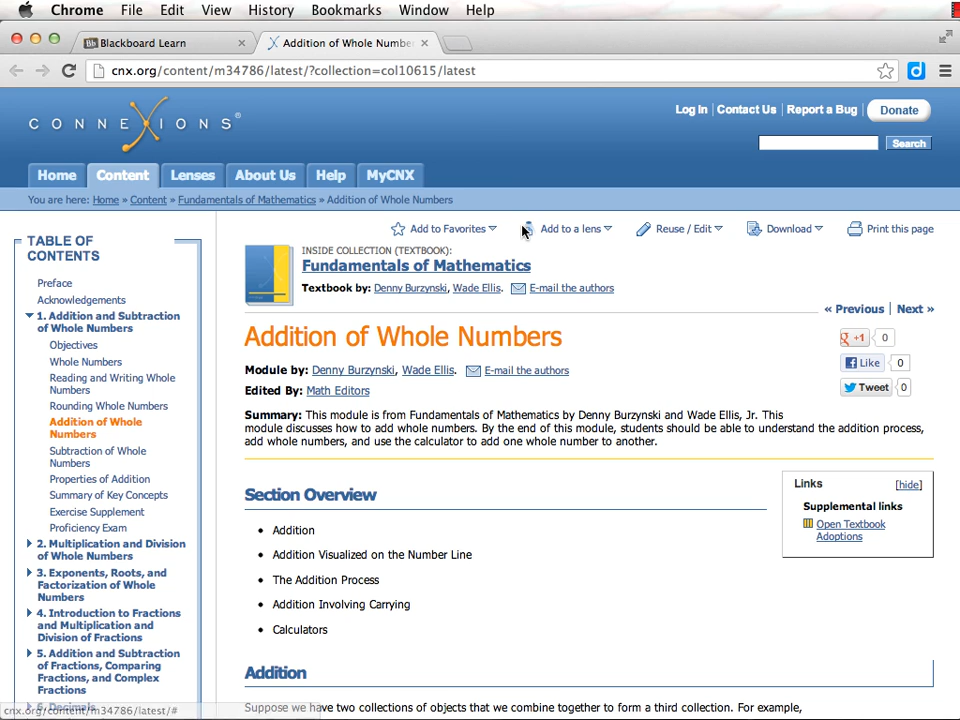 Chrome File Edit View History Bookmarks Window Help
Blackboard Learn × Addition of Whole Numbe ×
cnx.org/content/m34786/latest/?collection=col10615/latest
CONNEXIONS®
Log In | Contact Us | Report a Bug Donate
Search
Home Content Lenses About Us Help MyCNX
You are here: Home » Content » Fundamentals of Mathematics » Addition of Whole Numbers
Add to Favorites Add to a lens Reuse / Edit Download Print this page
TABLE OF
CONTENTS
Preface
Acknowledgements
1. Addition and Subtraction
of Whole Numbers
Objectives
Whole Numbers
Reading and Writing Whole
Numbers
Rounding Whole Numbers
Addition of Whole
Numbers
Subtraction of Whole
Numbers
Properties of Addition
Summary of Key Concepts
Exercise Supplement
Proficiency Exam
2. Multiplication and Division
of Whole Numbers
3. Exponents, Roots, and
Factorization of Whole
Numbers
4. Introduction to Fractions
and Multiplication and
Division of Fractions
5. Addition and Subtraction
of Fractions, Comparing
Fractions, and Complex
Fractions
6. Decimals
cnx.org/content/m34786/latest/#
INSIDE COLLECTION (TEXTBOOK):
Fundamentals of Mathematics
Textbook by: Denny Burzynski, Wade Ellis. E-mail the authors
« Previous | Next »
Addition of Whole Numbers
Module by: Denny Burzynski, Wade Ellis. E-mail the authors
Edited By: Math Editors
g +1 0
Like 0
Tweet 0
Summary: This module is from Fundamentals of Mathematics by Denny Burzynski and Wade Ellis, Jr. This
module discusses how to add whole numbers. By the end of this module, students should be able to understand the addition process,
add whole numbers, and use the calculator to add one whole number to another.
Links [hide]
Supplemental links
Open Textbook
Adoptions
Section Overview
• Addition
• Addition Visualized on the Number Line
• The Addition Process
• Addition Involving Carrying
• Calculators
Addition
Suppose we have two collections of objects that we combine together to form a third collection. For example,